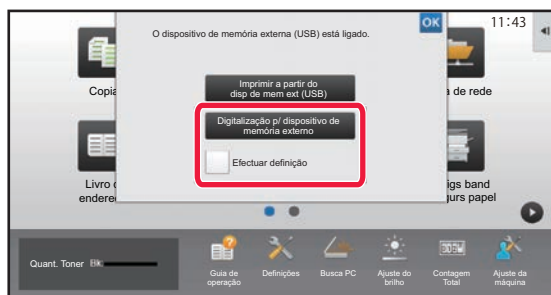 11:43
OK
O dispositivo de memória externa (USB) está ligado.
Imprimir a partir do
disp de mem ext (USB)
Digitalização p/ dispositivo de
memória externo
Efectuar definição
Copia
a de rede
Livro d
endere
igs band
gurs papel
Quant. Toner Bk
Guia de
operação
Definições
Busca PC
Ajuste do
brilho
Contagem
Total
Ajuste da
máquina